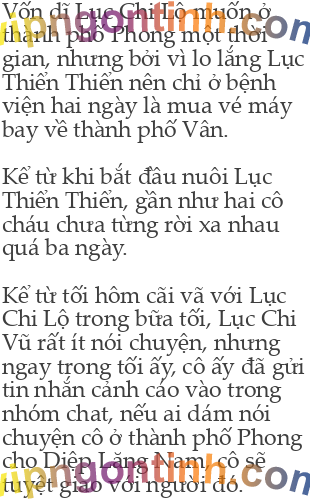 Vốn dĩ Lục Chi Lộ muốn ở
thành phố Phong một thời
gian, nhưng bởi vì lo lắng Lục
Thiển Thiển nên chỉ ở bệnh
viện hai ngày là mua vé máy
bay về thành phố Vân.
Kể từ khi bắt đầu nuôi Lục
Thiển Thiển, gần như hai cô
cháu chưa từng rời xa nhau
quá ba ngày.
Kể từ tối hôm cãi vã với Lục
Chi Lộ trong bữa tối, Lục Chi
Vũ rất ít nói chuyện, nhưng
ngay trong tối ấy, cô ấy đã gửi
tin nhắn cảnh cáo vào trong
nhóm chat, nếu ai dám nói
chuyện cô ở thành phố Phong
cho Diệp Lăng Nam, cô sẽ
tuyệt giao với người đó.